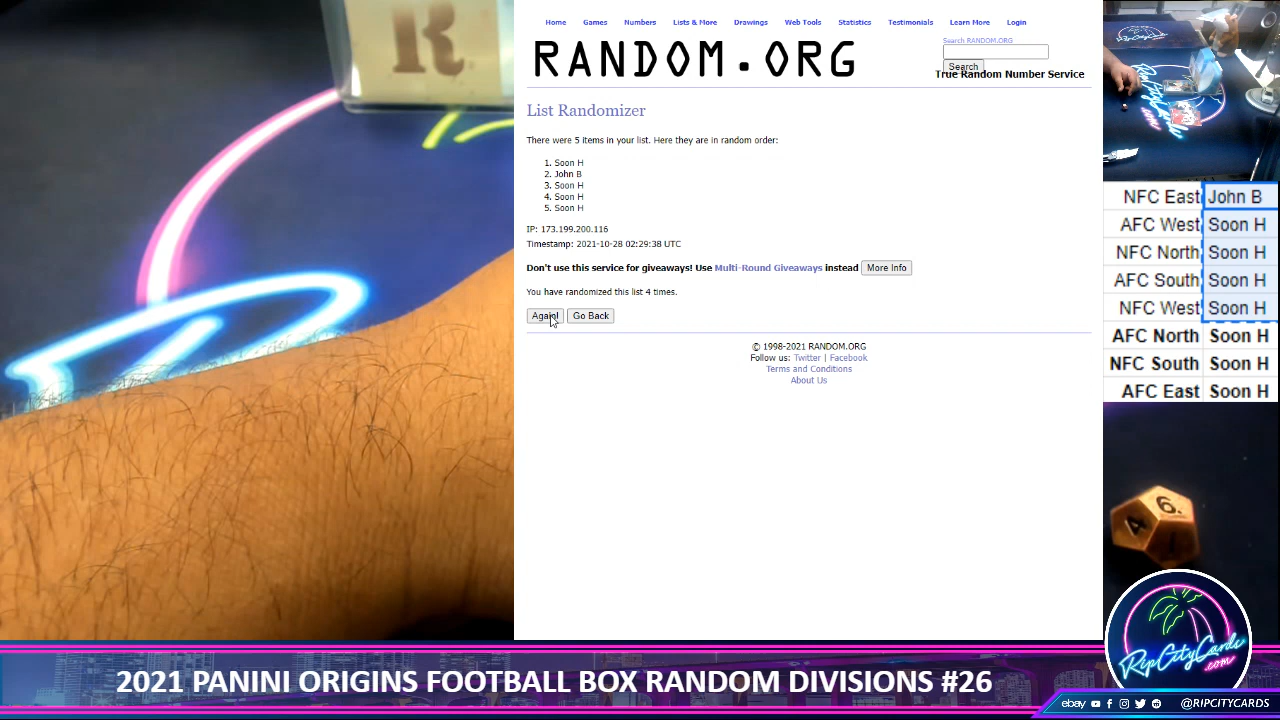 Home Games Numbers Lists & More Drawings Web Tools Statistics Testimonials Learn More Login
RANDOM.ORG
Search RANDOM.ORG
Search
True Random Number Service
List Randomizer
There were 5 items in your list. Here they are in random order:
1. Soon H
2. John B
3. Soon H
4. Soon H
5. Soon H
IP: 173.199.200.116
Timestamp: 2021-10-28 02:29:38 UTC
Don't use this service for giveaways! Use Multi-Round Giveaways instead More Info
You have randomized this list 4 times.
Again! Go Back
© 1998-2021 RANDOM.ORG
Follow us: Twitter | Facebook
Terms and Conditions
About Us
NFC East John B
AFC West Soon H
NFC North Soon H
AFC South Soon H
NFC West Soon H
AFC North Soon H
NFC South Soon H
AFC East Soon H
R
4 6.
RipCityCards
.com
2021 PANINI ORIGINS FOOTBALL BOX RANDOM DIVISIONS #26
ebay @RIPCITYCARDS